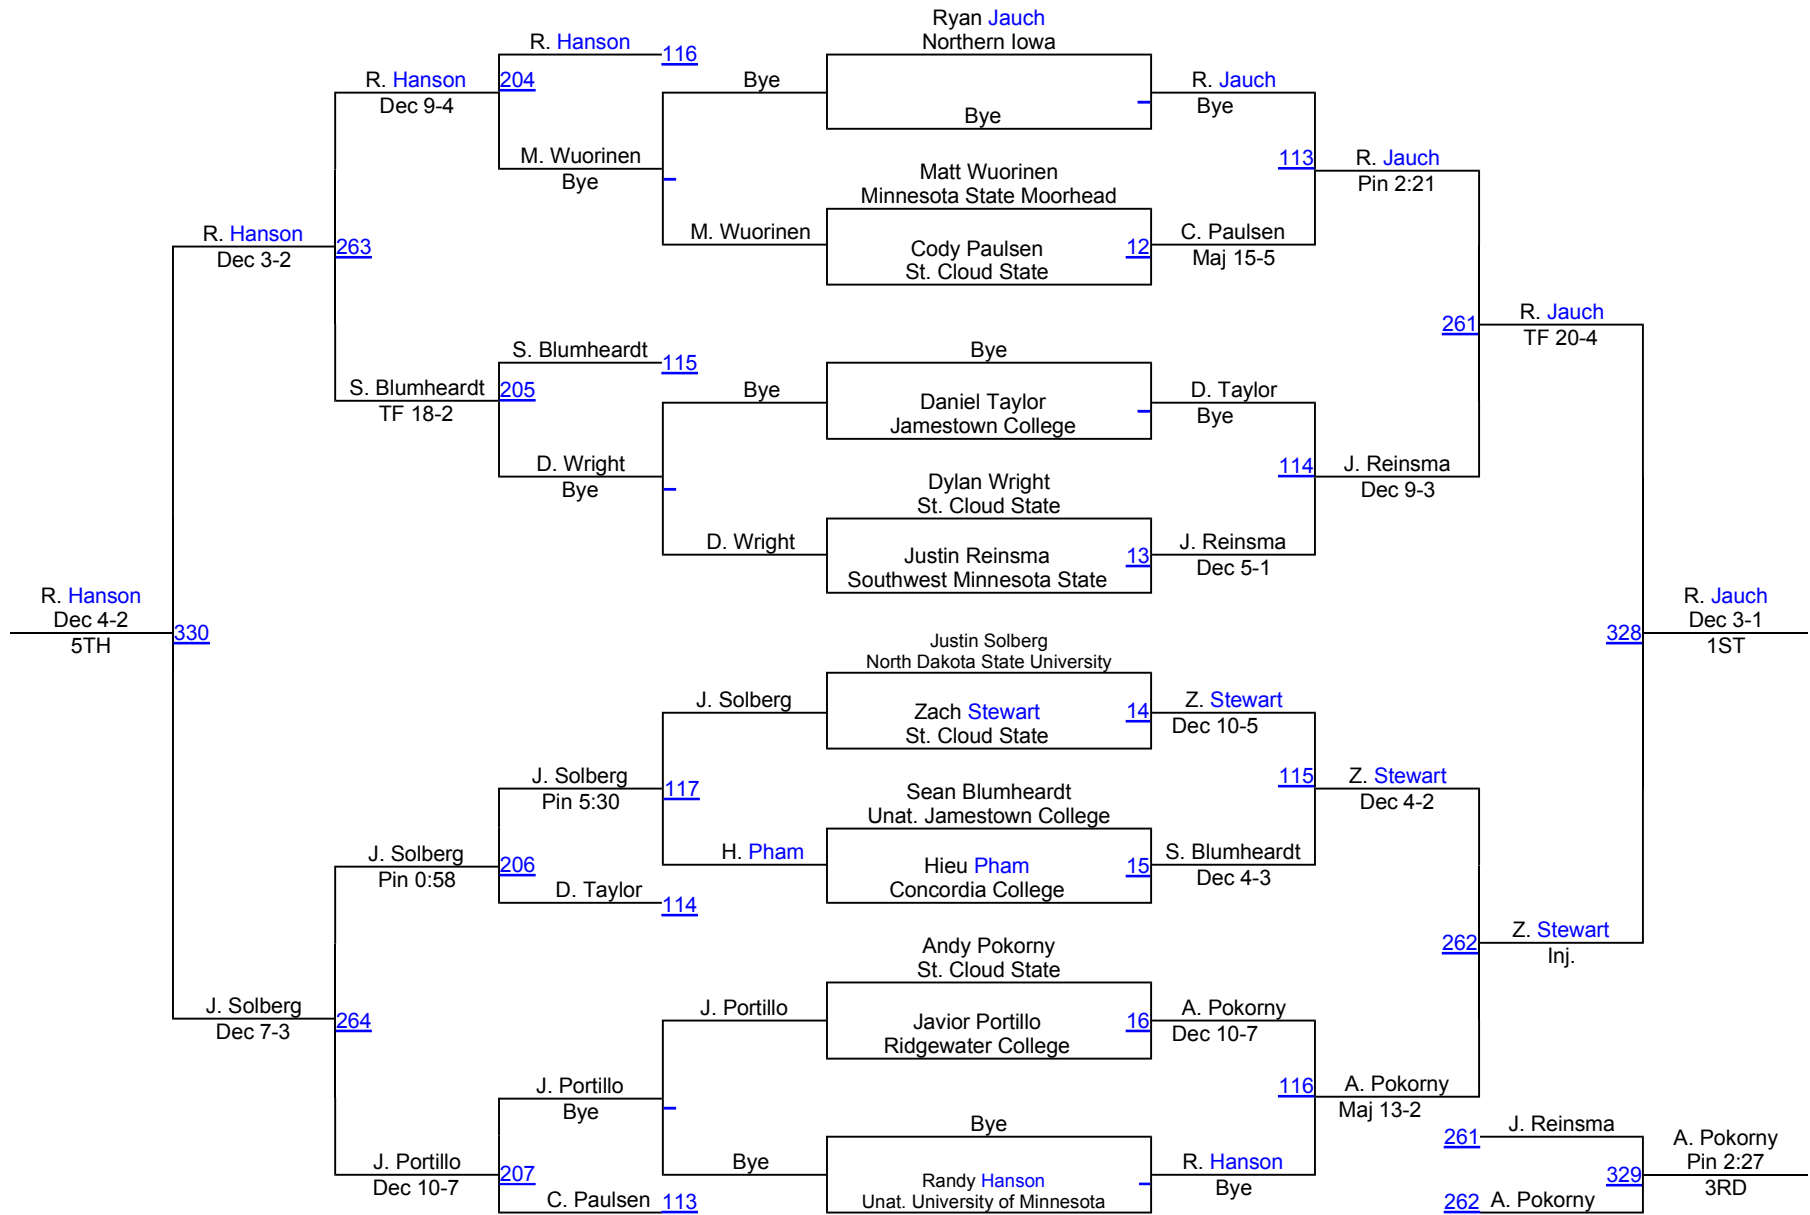 Ryan Jauch
Northern Iowa
R. Hanson
116
R. Hanson
204
Bye
R. Jauch
Dec 9-4
Bye
Bye
M. Wuorinen
Bye
113
R. Jauch
Pin 2:21
Matt Wuorinen
Minnesota State Moorhead
R. Hanson
Dec 3-2
263
M. Wuorinen
Cody Paulsen
St. Cloud State
12
C. Paulsen
Maj 15-5
261
R. Jauch
TF 20-4
S. Blumheardt
115
Bye
S. Blumheardt
TF 18-2
205
Bye
Daniel Taylor
Jamestown College
D. Taylor
Bye
D. Wright
Bye
114
J. Reinsma
Dec 9-3
Dylan Wright
St. Cloud State
D. Wright
Justin Reinsma
Southwest Minnesota State
13
J. Reinsma
Dec 5-1
R. Hanson
Dec 4-2
5TH
330
328
R. Jauch
Dec 3-1
1ST
Justin Solberg
North Dakota State University
J. Solberg
Zach Stewart
St. Cloud State
14
Z. Stewart
Dec 10-5
J. Solberg
Pin 5:30
117
115
Z. Stewart
Dec 4-2
Sean Blumheardt
Unat. Jamestown College
J. Solberg
Pin 0:58
206
H. Pham
Hieu Pham
Concordia College
15
S. Blumheardt
Dec 4-3
D. Taylor
114
Andy Pokorny
St. Cloud State
262
Z. Stewart
Inj.
J. Solberg
Dec 7-3
264
J. Portillo
Javior Portillo
Ridgewater College
16
A. Pokorny
Dec 10-7
J. Portillo
Bye
116
A. Pokorny
Maj 13-2
Bye
261
J. Reinsma
J. Portillo
Dec 10-7
207
Bye
Randy Hanson
Unat. University of Minnesota
R. Hanson
Bye
329
A. Pokorny
Pin 2:27
3RD
C. Paulsen
113
262
A. Pokorny